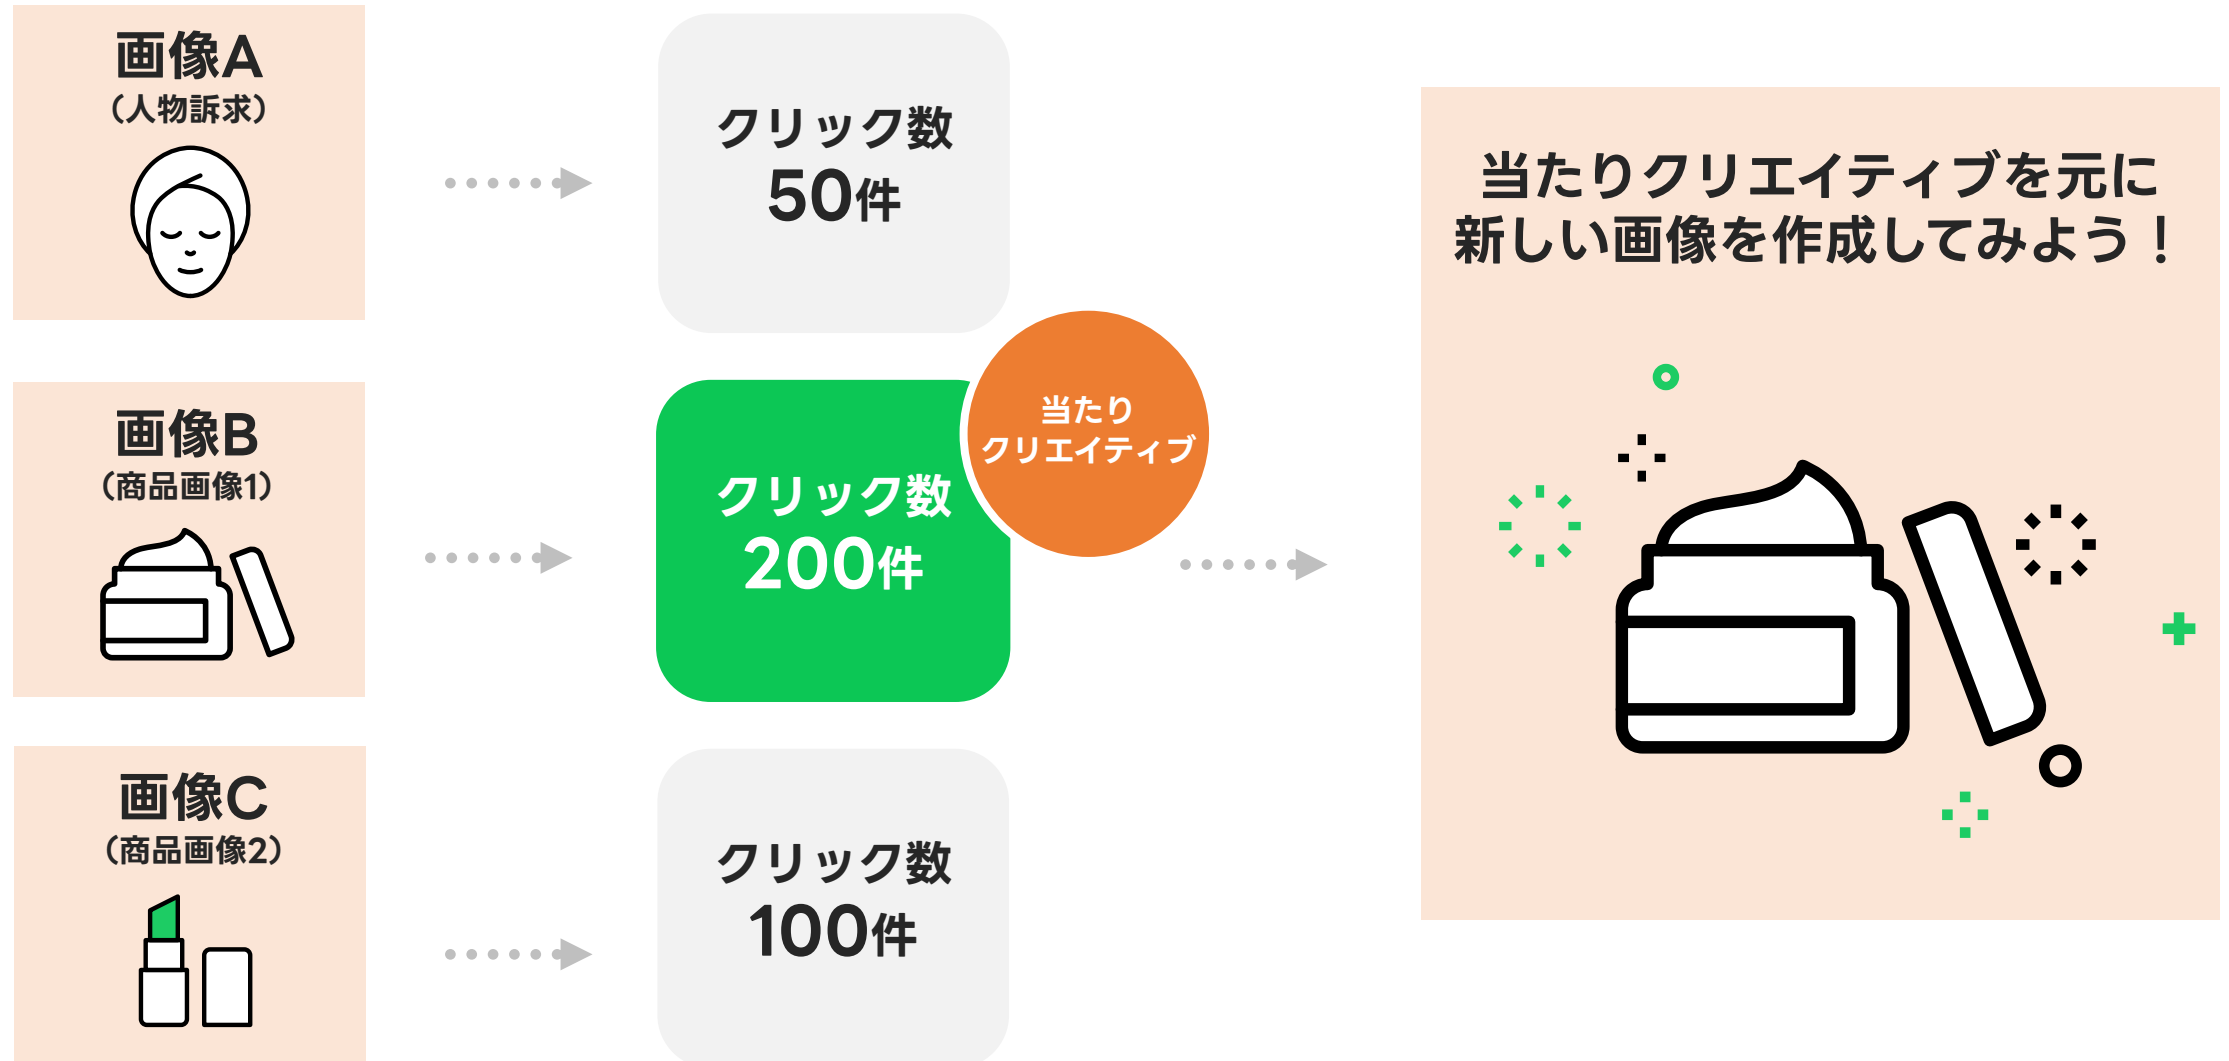 画像A
（人物訴求）
クリック数
50件
画像B
（商品画像1）
クリック数
200件
当たり
クリエイティブ
画像C
（商品画像2）
クリック数
100件
当たりクリエイティブを元に
新しい画像を作成してみよう！